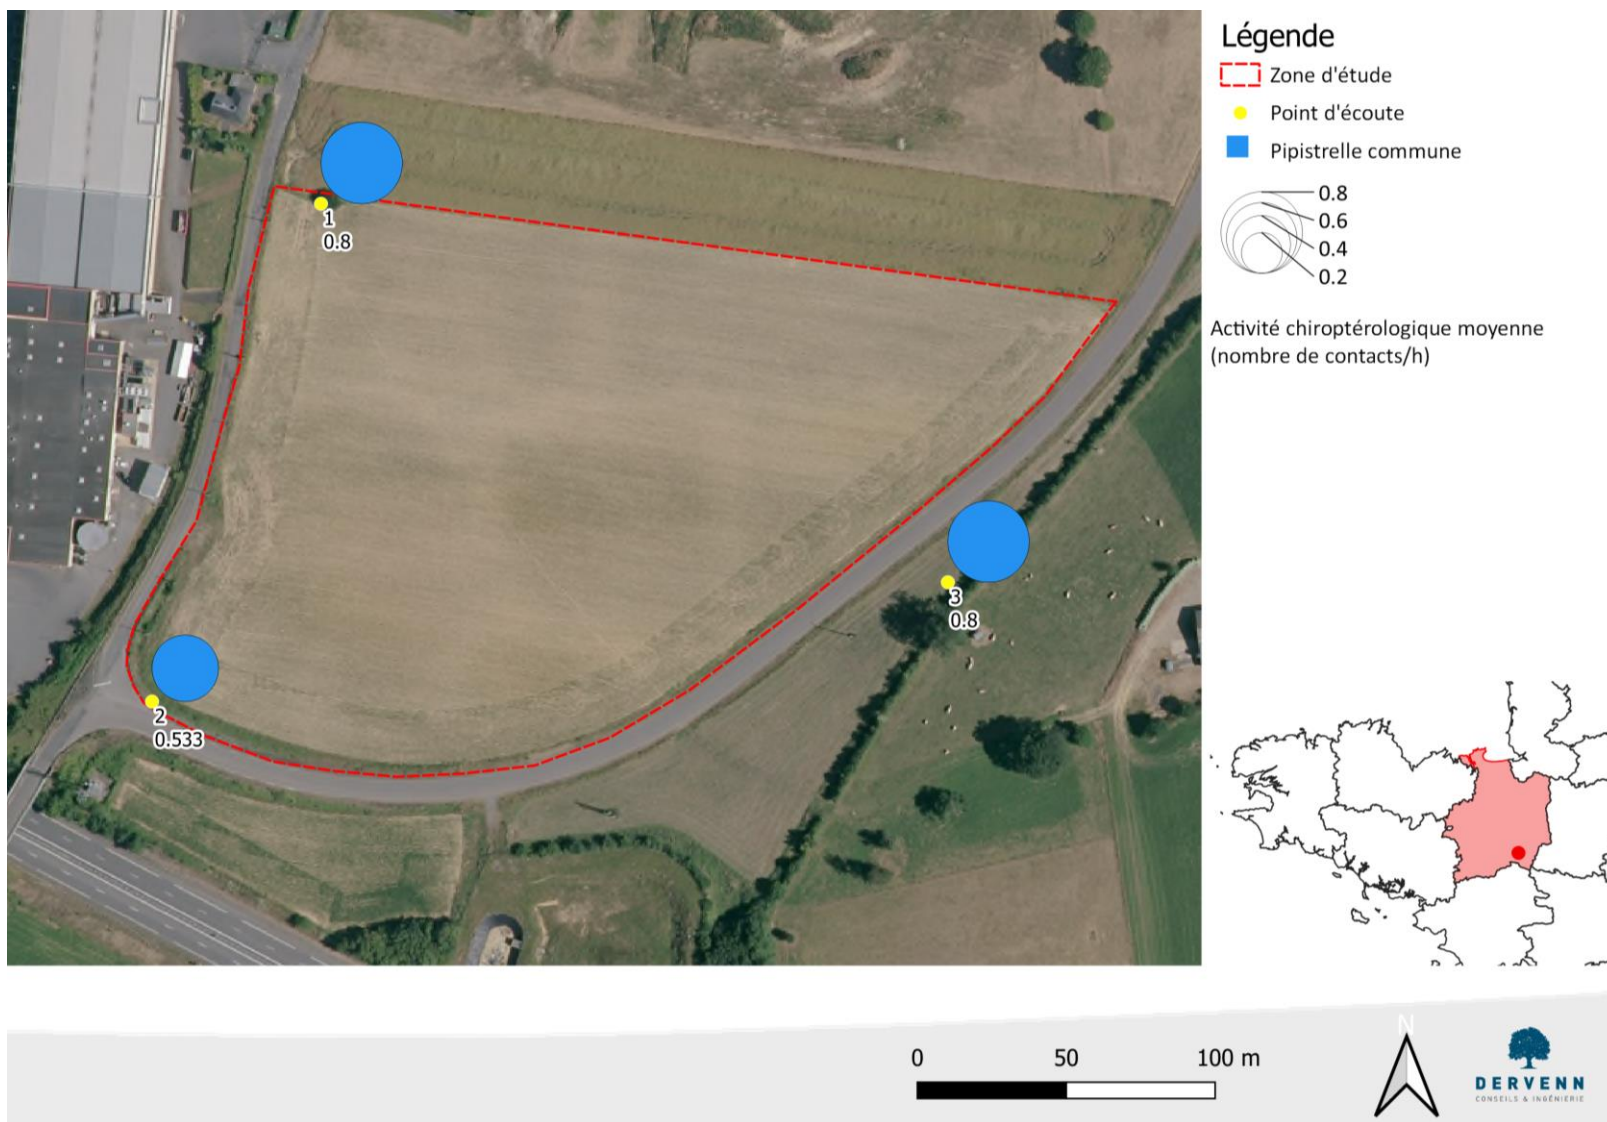 Légende
Zone d'étude
Point d'écoute
Pipistrelle commune
0.8
0.6
0.4
0.2
Activité chiroptérologique moyenne
(nombre de contacts/h)
1
0.8
3
0.8
2
0.533
0 50 100 m
N
DERVENN
CONSEILS & INGÉNIERIE